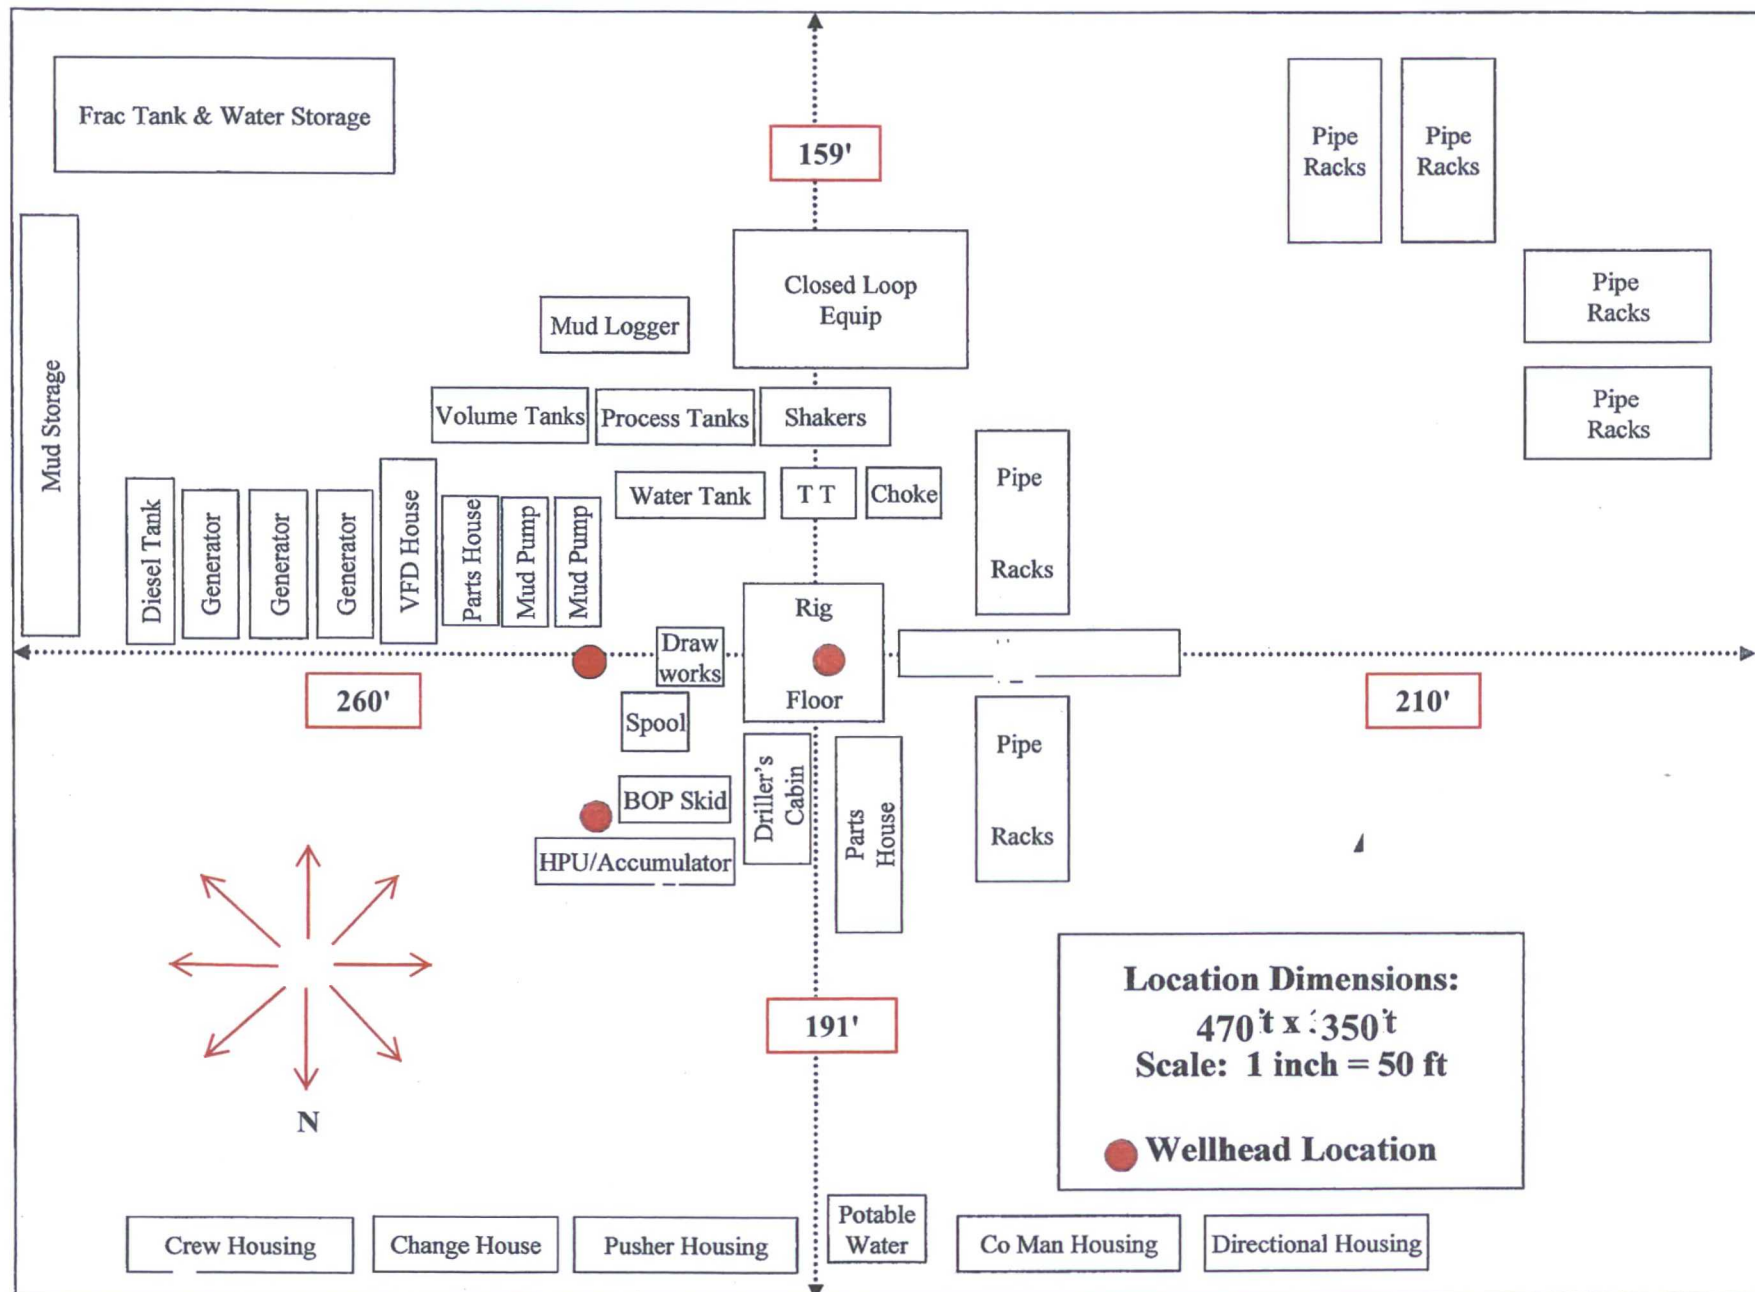 Frac Tank & Water Storage
159'
Pipe
Racks
Pipe
Racks
Closed Loop
Equip
Pipe
Racks
Mud Logger
Mud Storage
Volume Tanks
Process Tanks
Shakers
Pipe
Racks
Diesel Tank
Generator
Generator
Generator
VFD House
Parts House
Mud Pump
Mud Pump
Water Tank
T T
Choke
Pipe
Racks
Rig
Floor
Draw
works
260'
210'
Spool
Pipe
Racks
BOP Skid
Driller's
Cabin
Parts
House
HPU/Accumulator
N
191'
Location Dimensions:
470't x 350't
Scale: 1 inch = 50 ft
Wellhead Location
Crew Housing
Change House
Pusher Housing
Potable
Water
Co Man Housing
Directional Housing